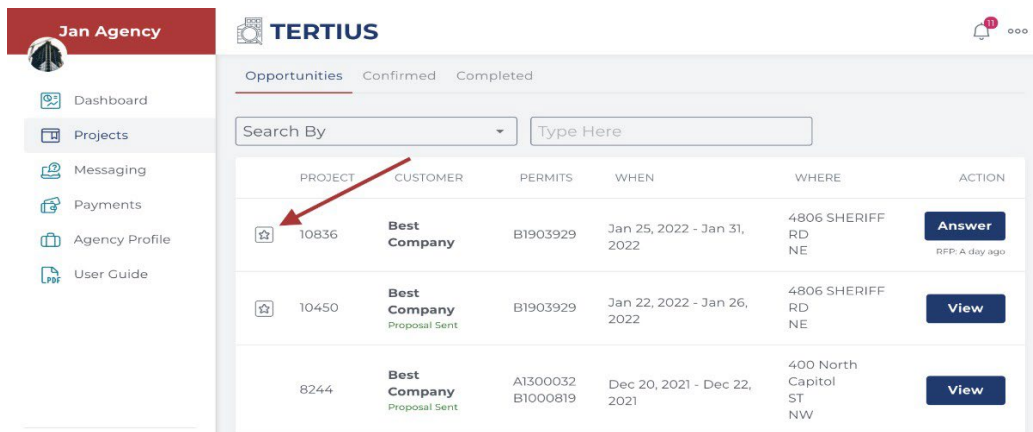 Jan Agency
TERTIUS
11
Opportunities Confirmed Completed
Dashboard
Projects
Messaging
Payments
Agency Profile
PDF User Guide
Search By Type Here
PROJECT CUSTOMER PERMITS WHEN WHERE ACTION
10836 Best Company B1903929 Jan 25, 2022 - Jan 31, 2022 4806 SHERIFF RD NE Answer
RFP: A day ago
10450 Best Company B1903929 Jan 22, 2022 - Jan 26, 2022 4806 SHERIFF RD NE View
Proposal Sent
8244 Best Company A1300032 B1000819 Dec 20, 2021 - Dec 22, 2021 400 North Capitol ST NW View
Proposal Sent